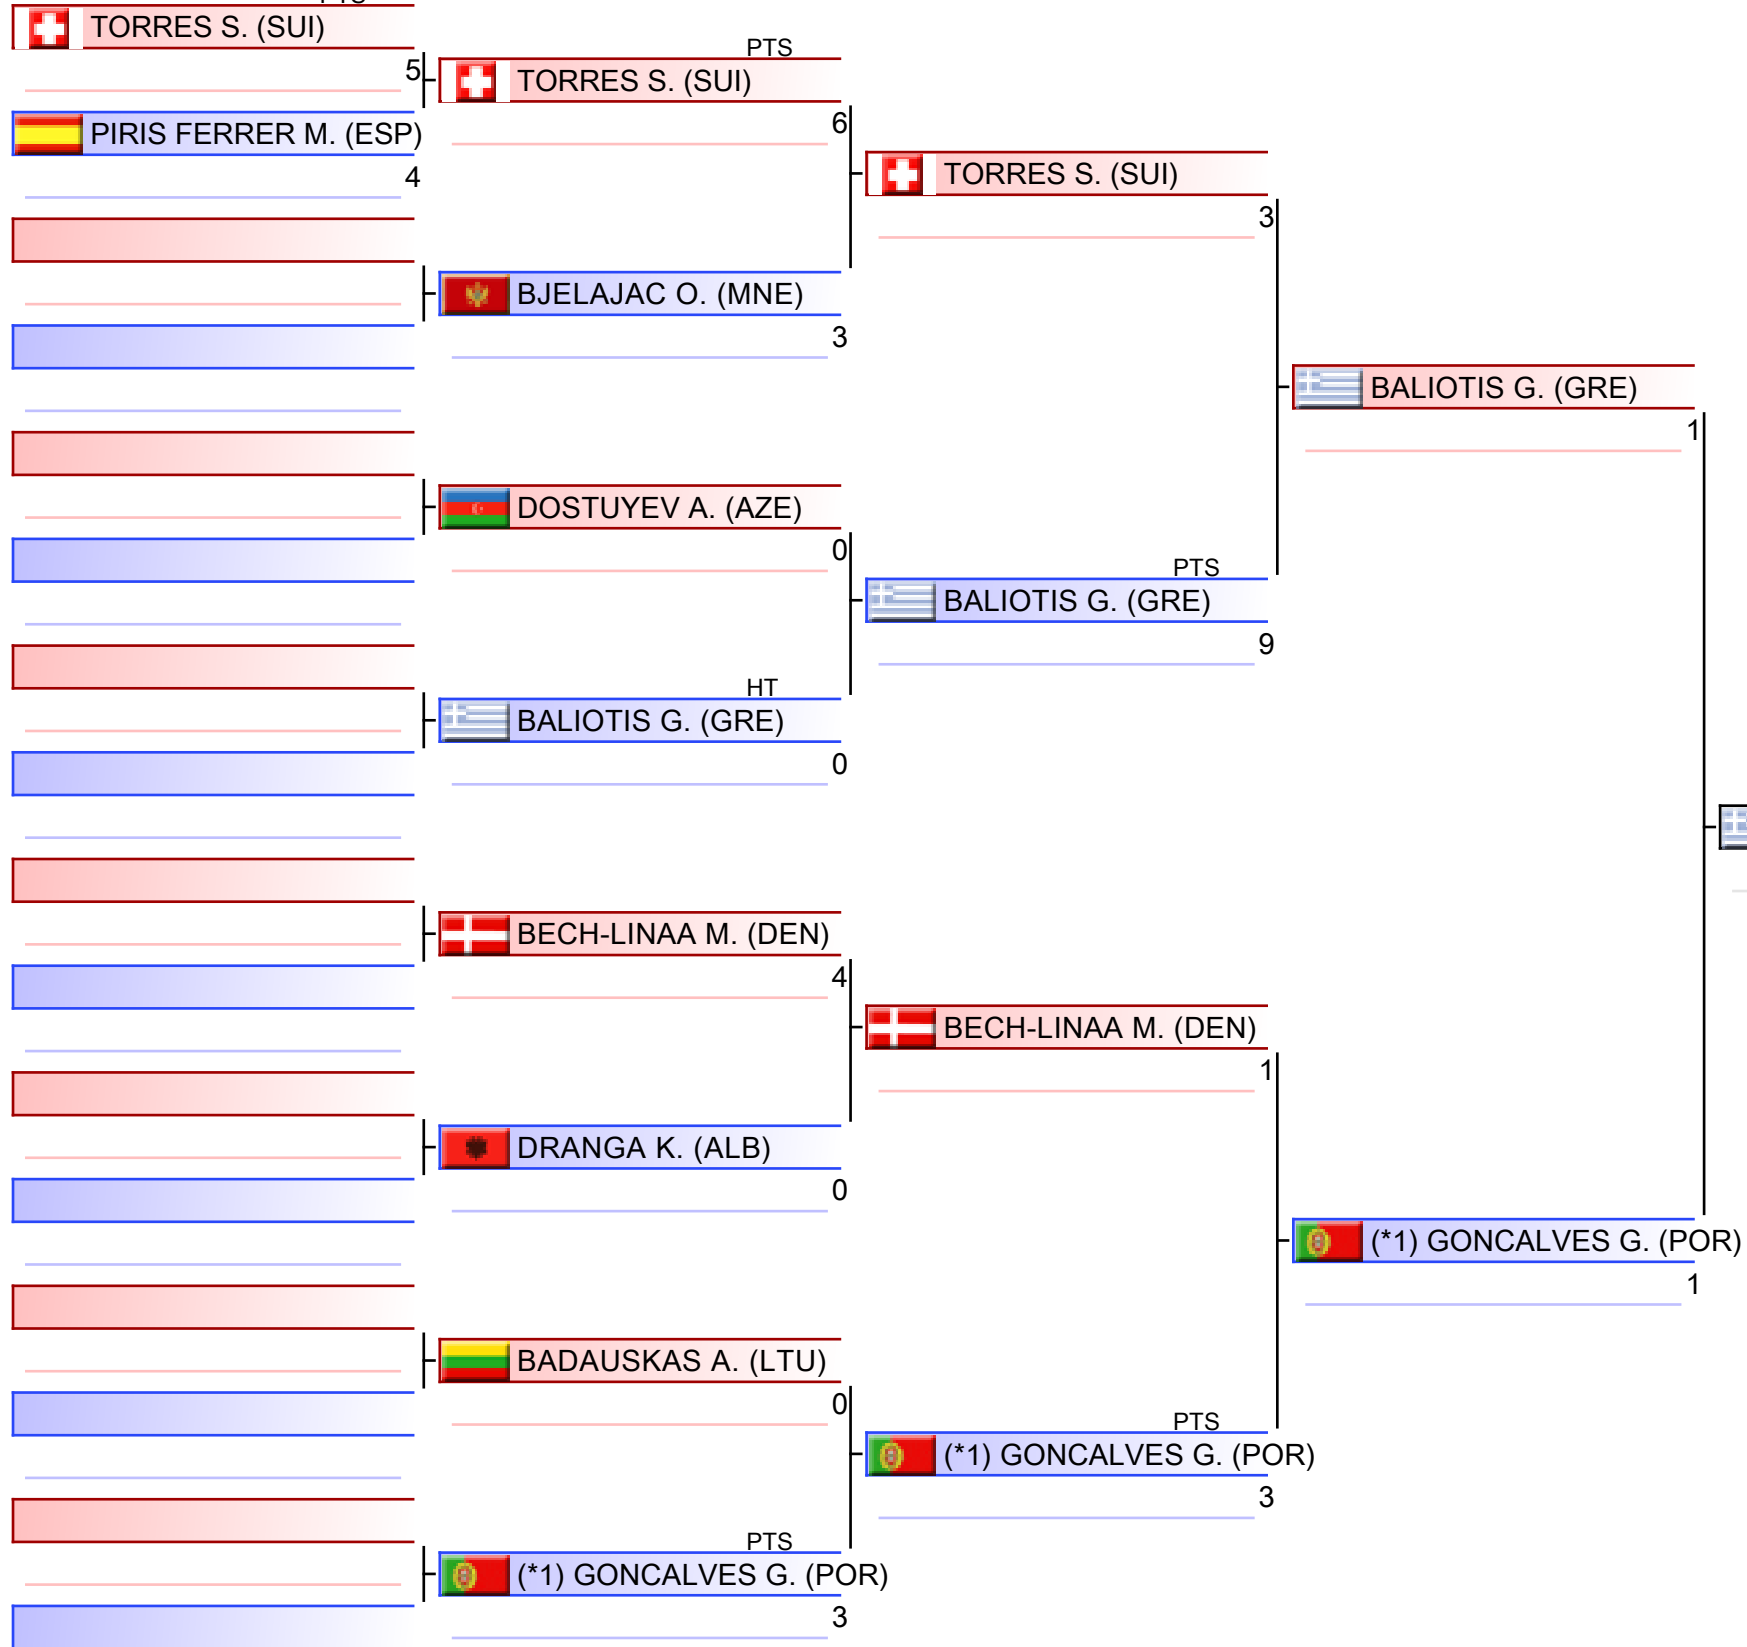 TORRES S. (SUI)
5
PIRIS FERRER M. (ESP)
4
PTS
TORRES S. (SUI)
6
BJELAJAC O. (MNE)
3
DOSTUYEV A. (AZE)
0
HT
BALIOTIS G. (GRE)
0
BECH-LINAA M. (DEN)
4
DRANGA K. (ALB)
0
BADAUSKAS A. (LTU)
0
PTS
(*1) GONCALVES G. (POR)
3
TORRES S. (SUI)
3
PTS
BALIOTIS G. (GRE)
9
BECH-LINAA M. (DEN)
1
PTS
(*1) GONCALVES G. (POR)
3
BALIOTIS G. (GRE)
1
(*1) GONCALVES G. (POR)
1